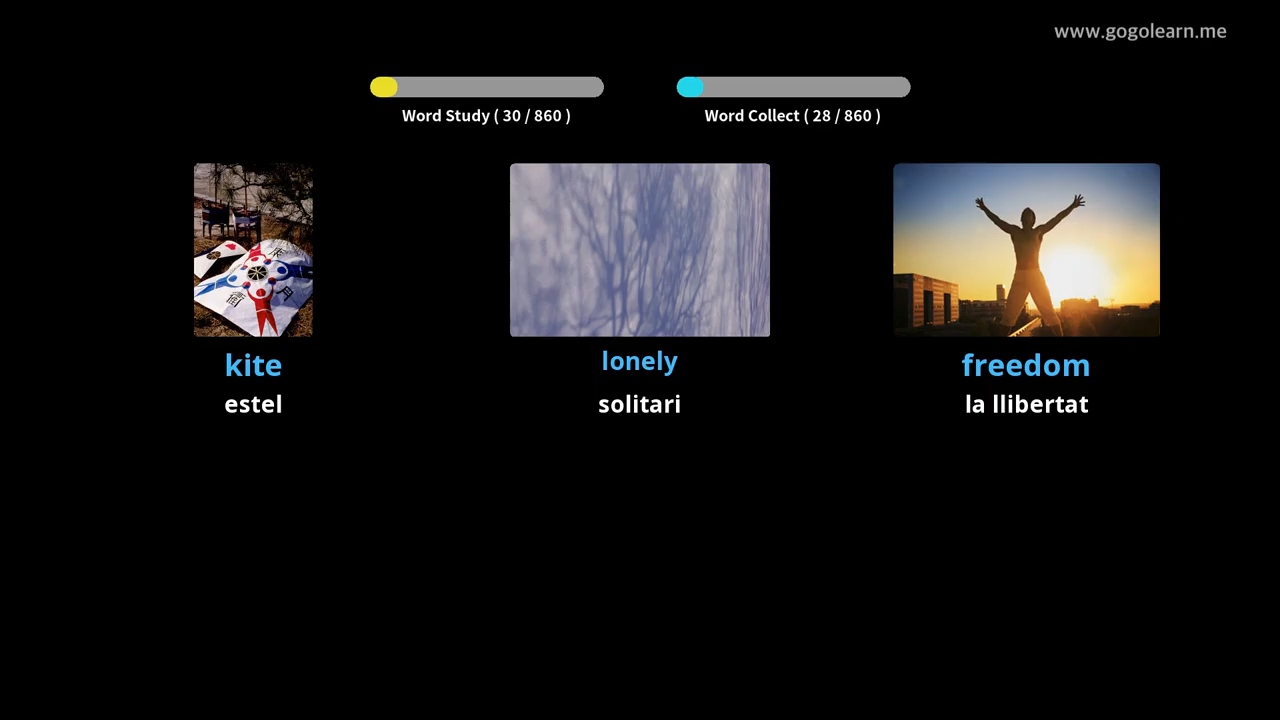 www.gogolearn.me
Word Study ( 30 / 860 )
Word Collect ( 28 / 860 )
kite
estel
lonely
solitari
freedom
la llibertat